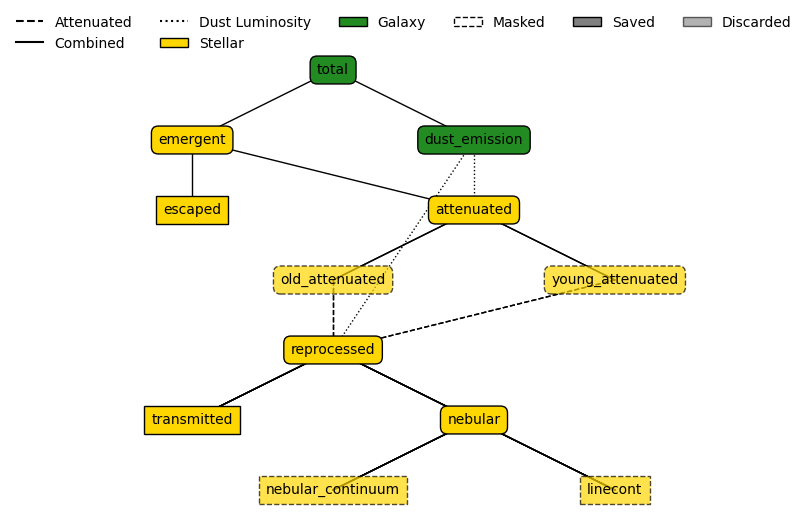 Attenuated Dust Luminosity Galaxy Masked Saved Discarded
Combined Stellar
total
emergent dust_emission
escaped attenuated
old_attenuated young_attenuated
reprocessed
transmitted nebular
nebular_continuum linecont